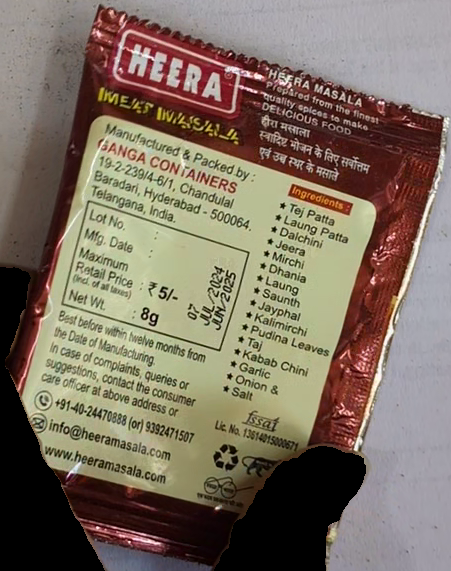 HEERA®
MEAT MASALA
HEERA MASALA
Prepared from the finest
quality spices to make
DELICIOUS FOOD
हीरा मसाला
स्वादिष्ट भोजन के लिए सर्वोत्तम
एवं उच्च स्तर के मसाले
Manufactured & Packed by :
GANGA CONTAINERS
19-2-239/4-6/1, Chandulal
Baradari, Hyderabad - 500064.
Telangana, India.
Lot No. :
Mfg. Date :
Maximum
Retail Price : ₹ 5/-
(Incl. of all taxes)
Net Wt. : 8g
07
JUL/2024
JUN/2025
Best before within twelve months from
the Date of Manufacturing.
In case of complaints, queries or
suggestions, contact the consumer
care officer at above address or
+91-40-24470888 (or) 9392471507
info@heeramasala.com
www.heeramasala.com
Ingredients :
★ Tej Patta
★ Laung Patta
★ Dalchini
★ Jeera
★ Mirchi
★ Dhania
★ Laung
★ Saunth
★ Jayphal
★ Kalimirchi
★ Pudina Leaves
★ Taj
★ Kabab Chini
★ Garlic
★ Onion &
★ Salt
fssai
Lic. No. 13614015000671